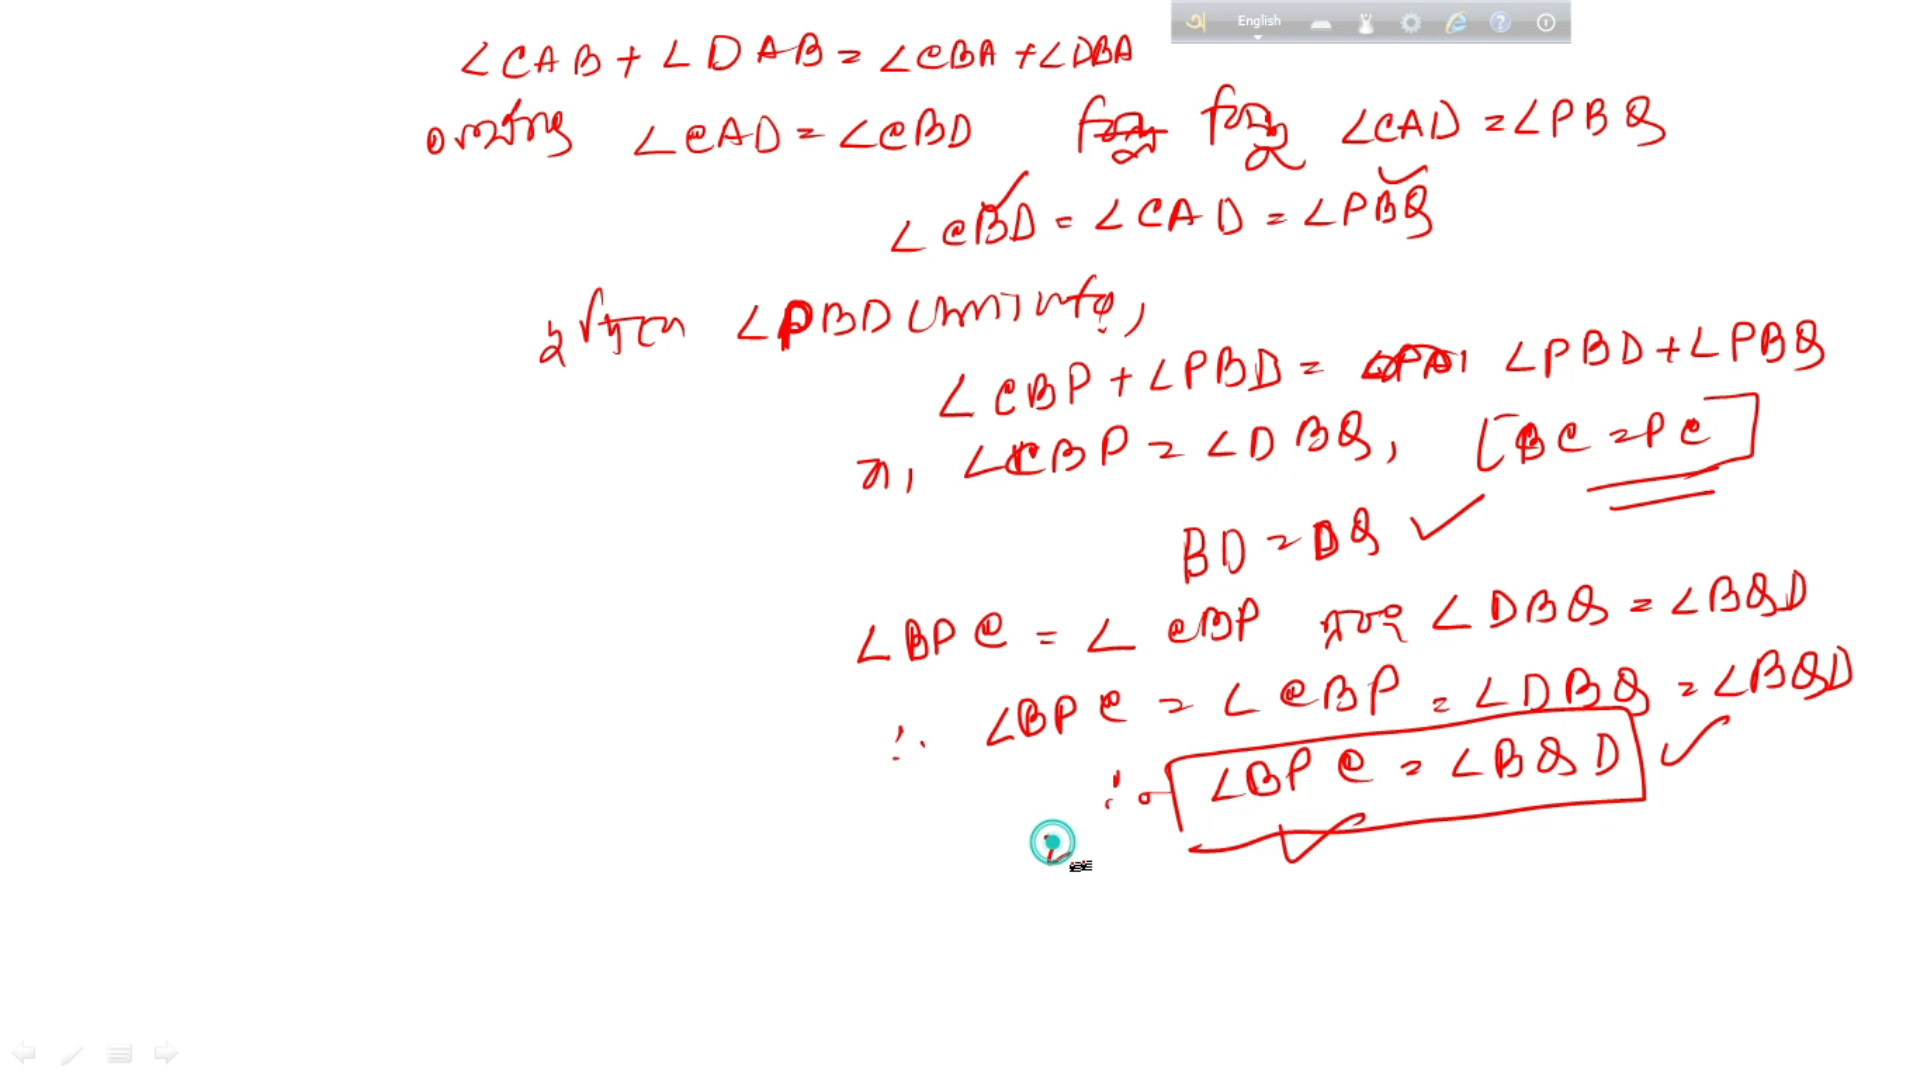 English
∠CAB + ∠DAB = ∠CBA + ∠DBA
অর্থাৎ ∠CAD = ∠CBD কিন্তু ∠CAD = ∠PBQ
∠CBD = ∠CAD = ∠PBQ
∠PBD
∠CBP + ∠PBD = ∠PBD + ∠PBQ
বা, ∠CBP = ∠DBQ, [BC = PC]
BD = DQ ✓
∠BPC = ∠CBP এবং ∠DBQ = ∠BQD
∴ ∠BPC = ∠CBP = ∠DBQ = ∠BQD
∴ ∠BPC = ∠BQD ✓